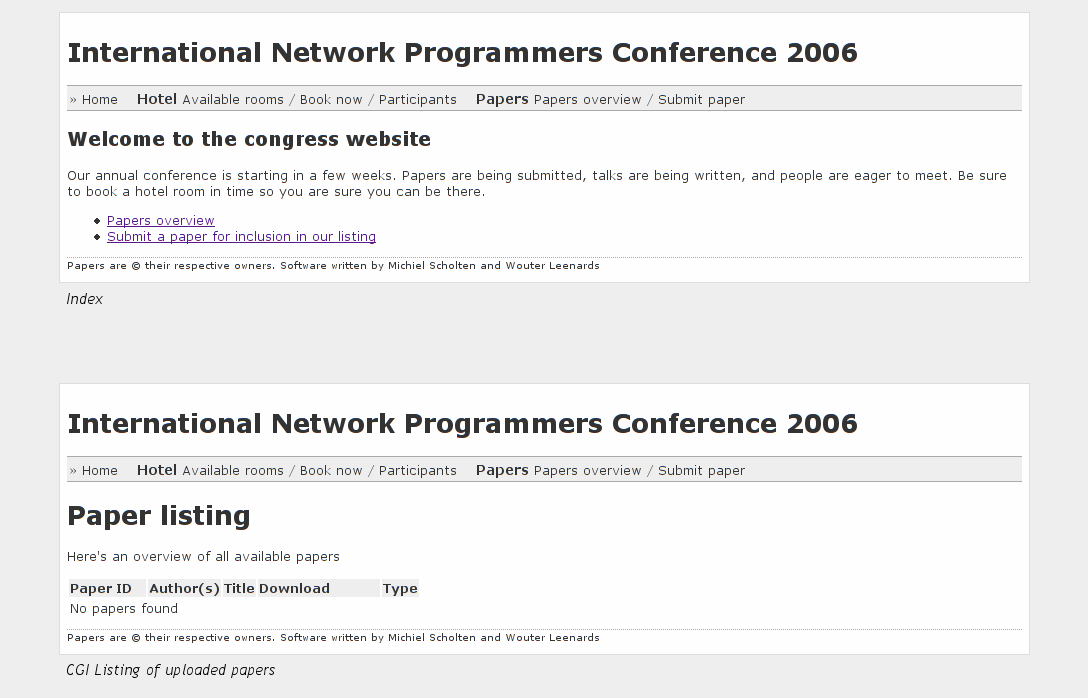 International Network Programmers Conference 2006
» Home Hotel Available rooms / Book now / Participants Papers Papers overview / Submit paper
Welcome to the congress website
Our annual conference is starting in a few weeks. Papers are being submitted, talks are being written, and people are eager to meet. Be sure
to book a hotel room in time so you are sure you can be there.
Papers overview
Submit a paper for inclusion in our listing
Papers are © their respective owners. Software written by Michiel Scholten and Wouter Leenards
Index
International Network Programmers Conference 2006
» Home Hotel Available rooms / Book now / Participants Papers Papers overview / Submit paper
Paper listing
Here's an overview of all available papers
Paper ID Author(s) Title Download Type
No papers found
Papers are © their respective owners. Software written by Michiel Scholten and Wouter Leenards
CGI Listing of uploaded papers